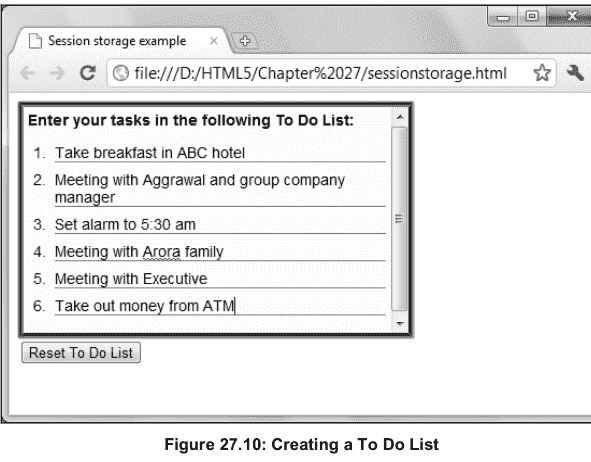 Session storage example
file:///D:/HTML5/Chapter%2027/sessionstorage.html
Enter your tasks in the following To Do List:
1. Take breakfast in ABC hotel
2. Meeting with Aggrawal and group company
manager
3. Set alarm to 5:30 am
4. Meeting with Arora family
5. Meeting with Executive
6. Take out money from ATM
Reset To Do List
Figure 27.10: Creating a To Do List